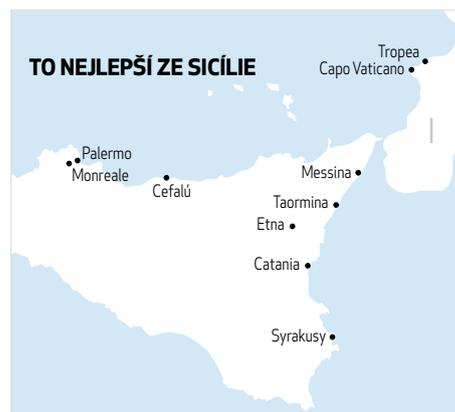 TO NEJLEPŠÍ ZE SICÍLIE
Tropea
Capo Vaticano
Palermo
Monreale
Cefalú
Messina
Taormina
Etna
Catania
Syrakusy